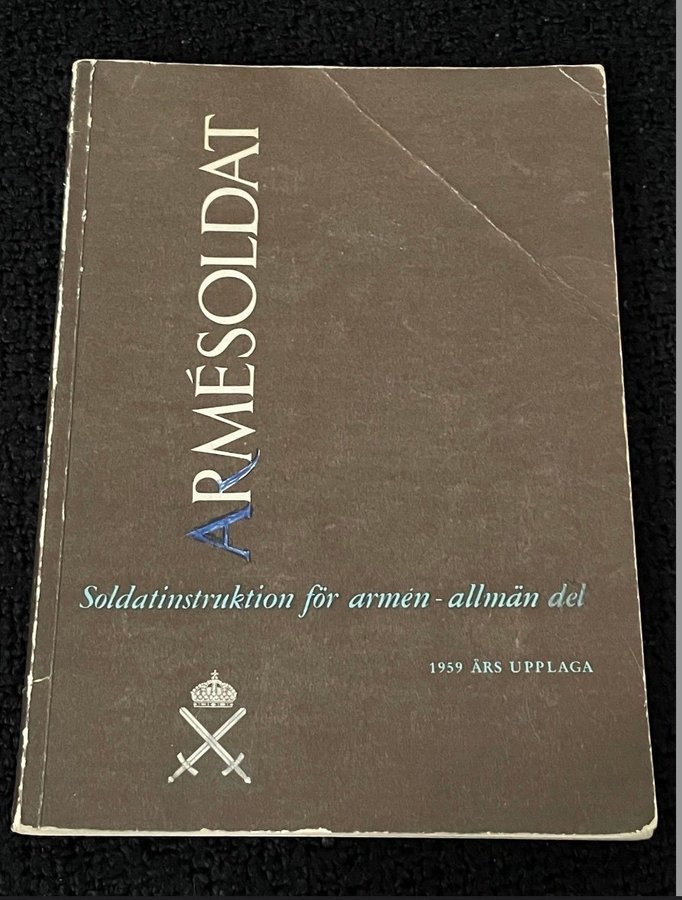 ARMÉSOLDAT
Soldatinstruktion för armén - allmän del
1959 ÅRS UPPLAGA